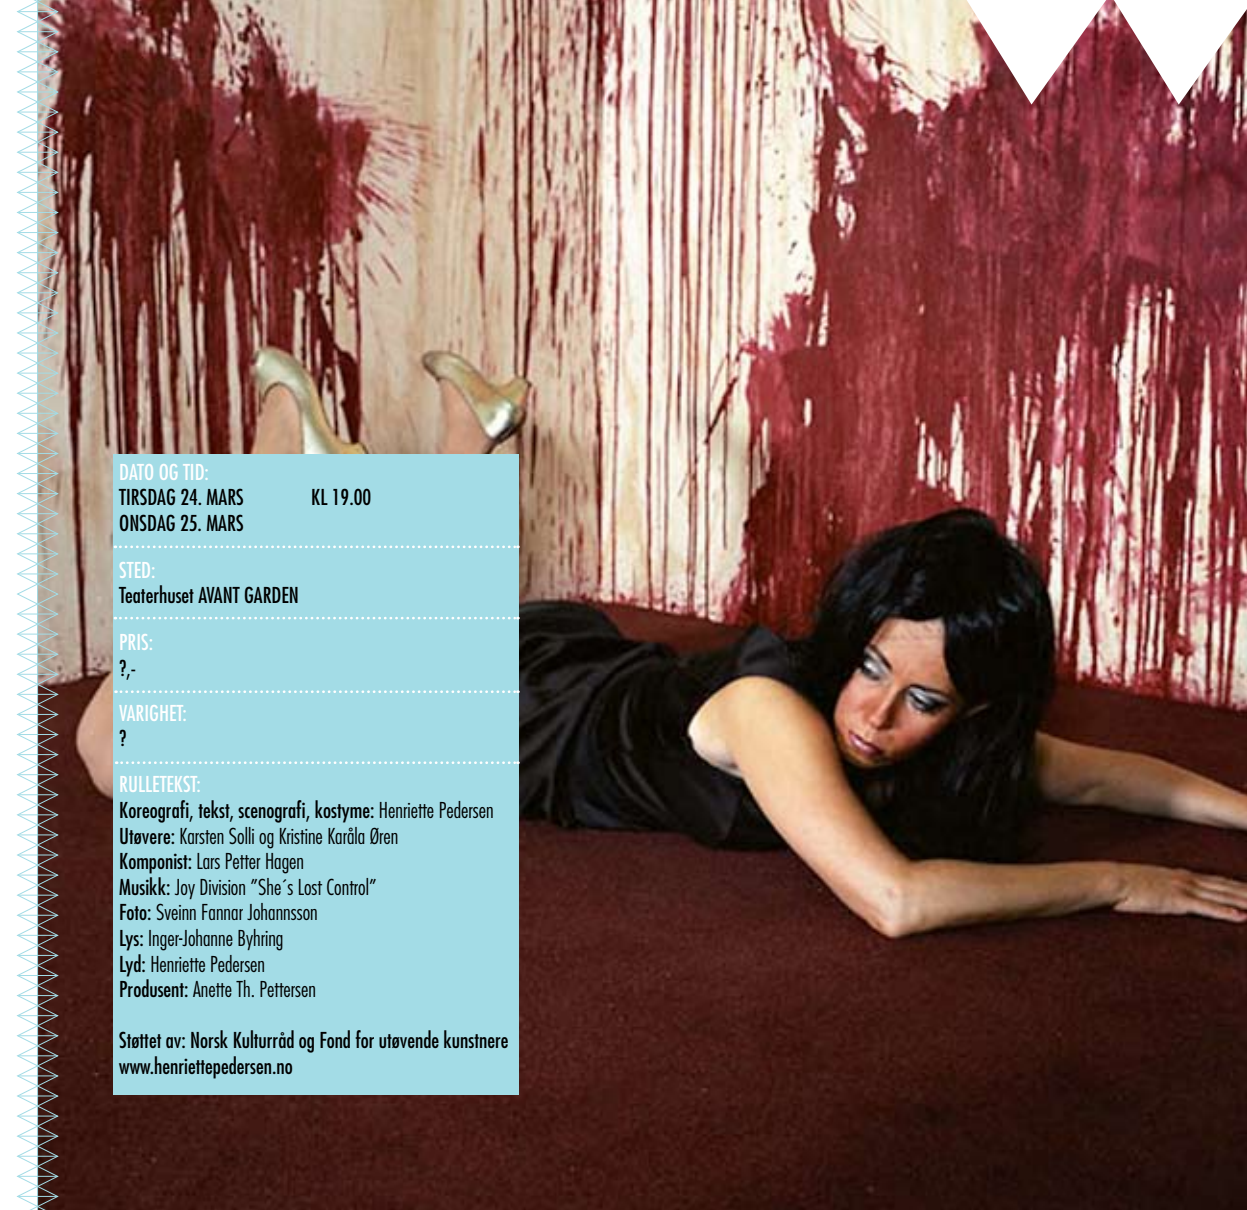 DATO OG TID:
TIRSDAG 24. MARS KL 19.00
ONSDAG 25. MARS
STED:
Teaterhuset AVANT GARDEN
PRIS:
?,-
VARIGHET:
?
RULLETEKST:
Koreografi, tekst, scenografi, kostyme: Henriette Pedersen
Utøvere: Karsten Solli og Kristine Karåla Øren
Komponist: Lars Petter Hagen
Musikk: Joy Division ”She´s Lost Control”
Foto: Sveinn Fannar Johannsson
Lys: Inger-Johanne Byhring
Lyd: Henriette Pedersen
Produsent: Anette Th. Pettersen
Støttet av: Norsk Kulturråd og Fond for utøvende kunstnere
www.henriettepedersen.no